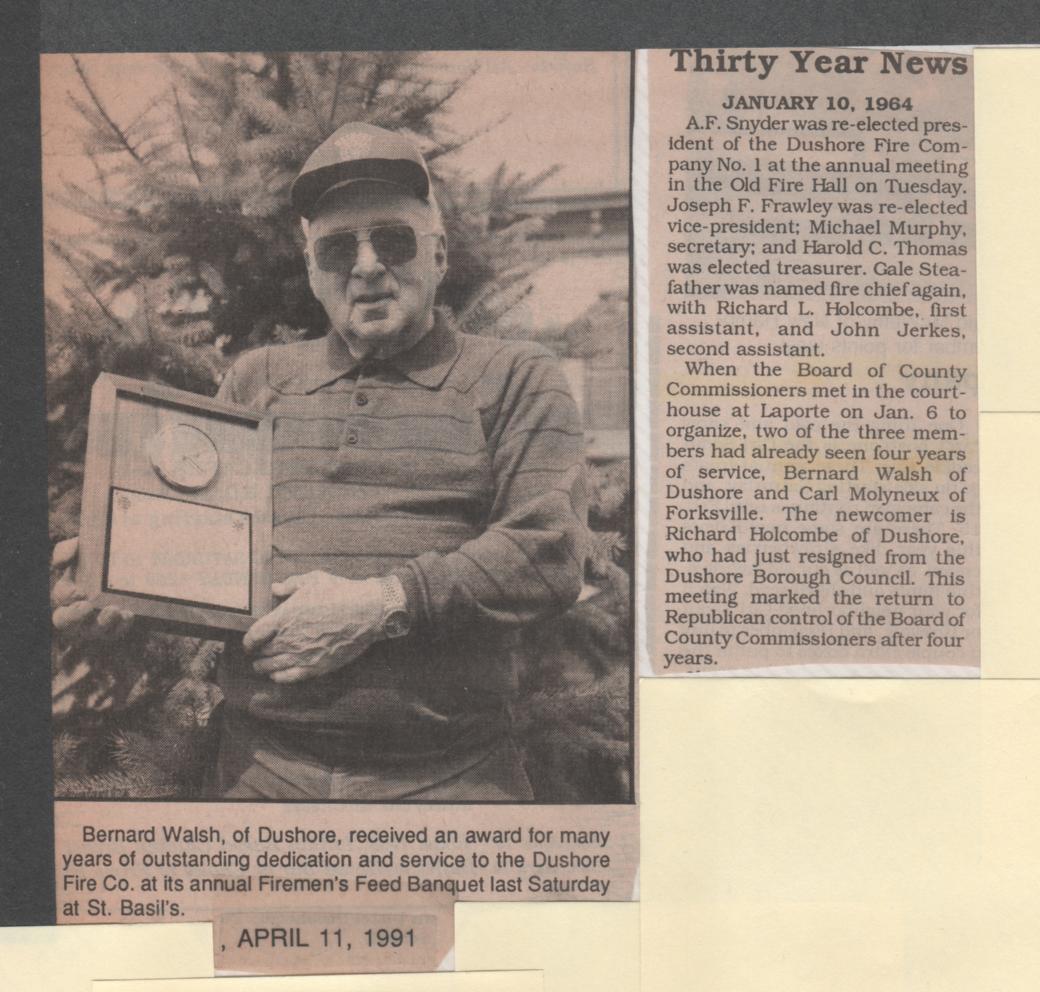 Bernard Walsh, of Dushore, received an award for many
years of outstanding dedication and service to the Dushore
Fire Co. at its annual Firemen's Feed Banquet last Saturday
at St. Basil's.
, APRIL 11, 1991
Thirty Year News
JANUARY 10, 1964
A.F. Snyder was re-elected pres-
ident of the Dushore Fire Com-
pany No. 1 at the annual meeting
in the Old Fire Hall on Tuesday.
Joseph F. Frawley was re-elected
vice-president; Michael Murphy,
secretary; and Harold C. Thomas
was elected treasurer. Gale Stea-
father was named fire chief again,
with Richard L. Holcombe, first
assistant, and John Jerkes,
second assistant.
When the Board of County
Commissioners met in the court-
house at Laporte on Jan. 6 to
organize, two of the three mem-
bers had already seen four years
of service, Bernard Walsh of
Dushore and Carl Molyneux of
Forksville. The newcomer is
Richard Holcombe of Dushore,
who had just resigned from the
Dushore Borough Council. This
meeting marked the return to
Republican control of the Board of
County Commissioners after four
years.